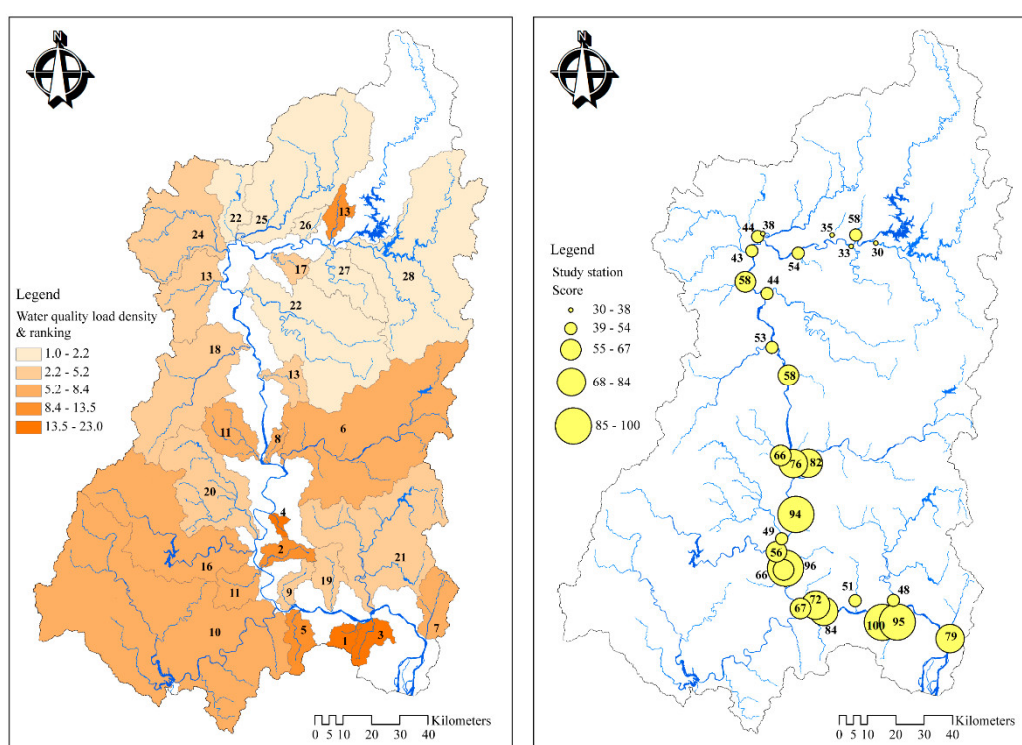 N
24
22
25
26
13
13
17
27
28
22
18
13
11
8
6
20
4
2
16
11
9
19
21
10
5
1
3
7
Legend
Water quality load density
& ranking
1.0 - 2.2
2.2 - 5.2
5.2 - 8.4
8.4 - 13.5
13.5 - 23.0
Kilometers
0 5 10 20 30 40
N
44
38
35
58
43
54
33
30
58
44
53
58
66
76
82
94
49
56
66
96
67
72
84
51
48
100
95
79
Legend
Study station
Score
30 - 38
39 - 54
55 - 67
68 - 84
85 - 100
Kilometers
0 5 10 20 30 40